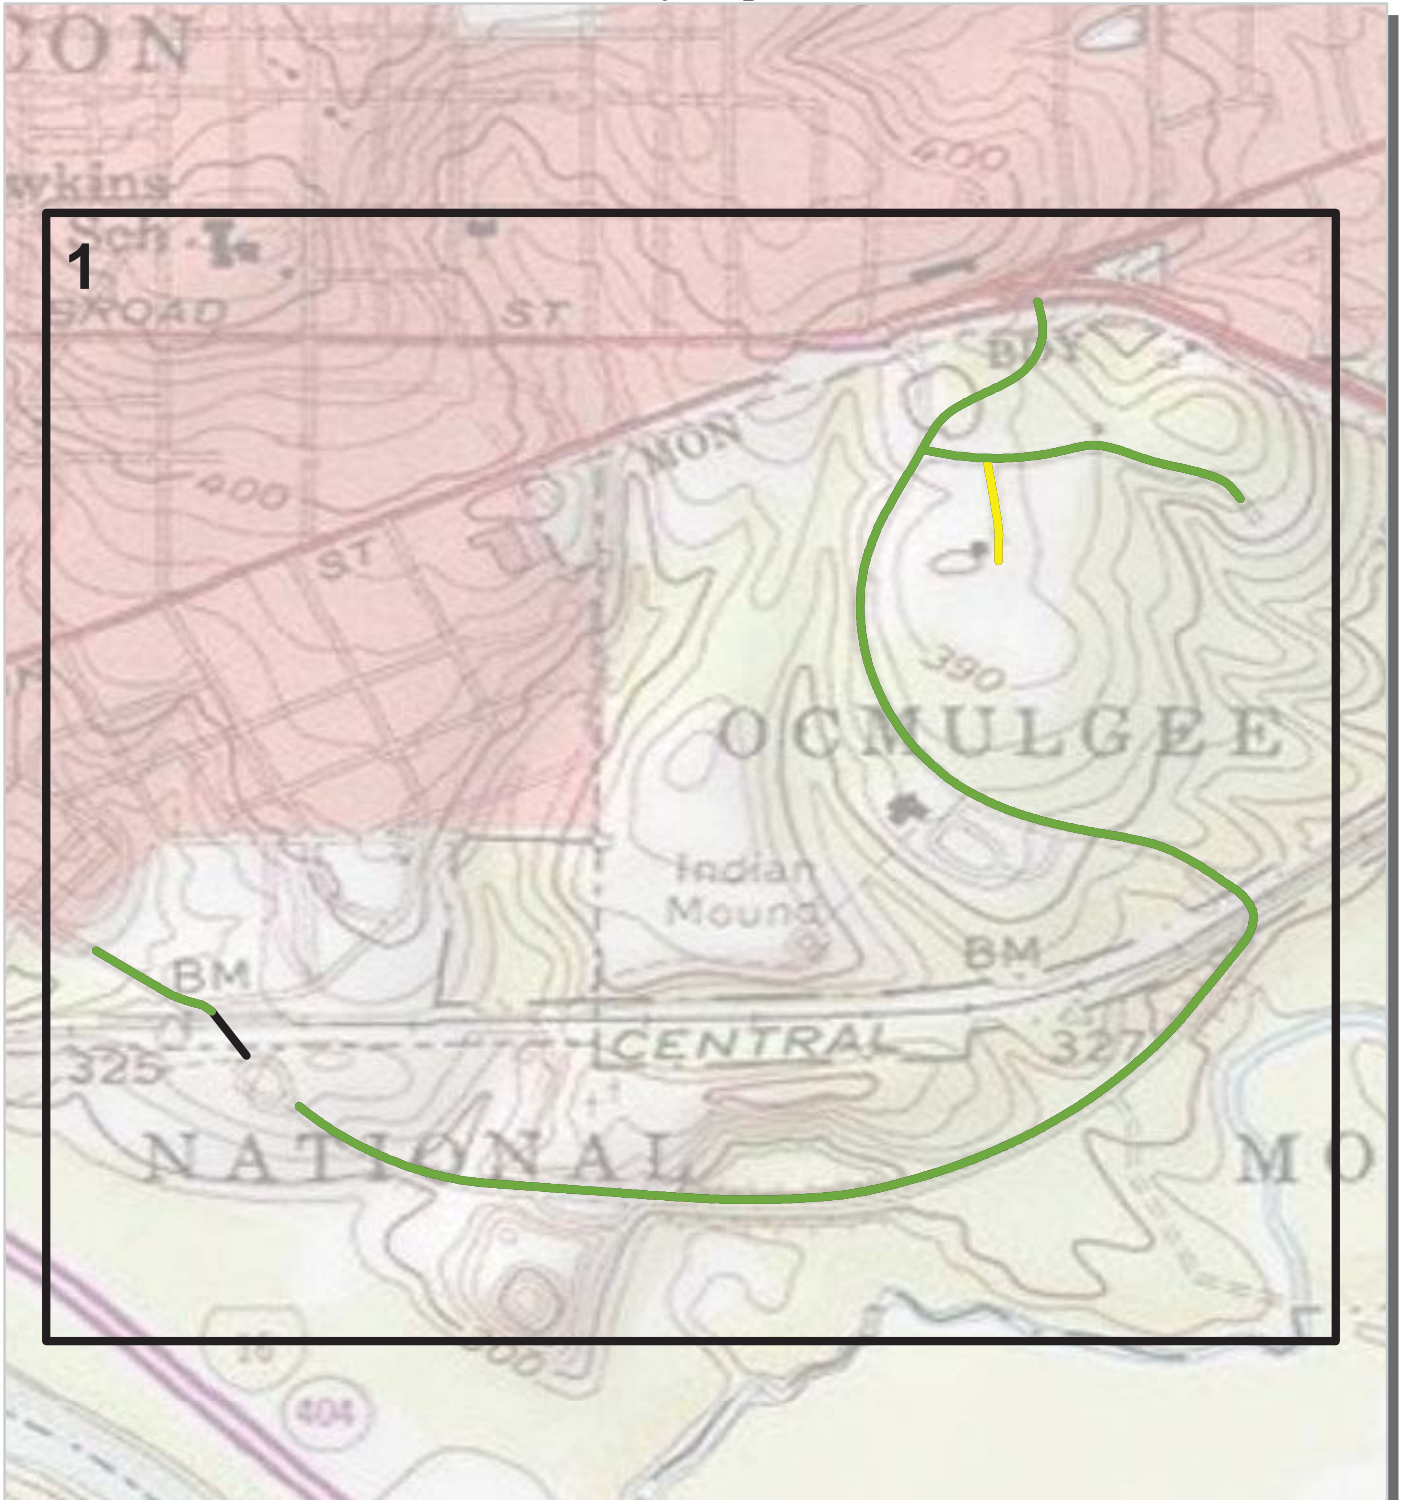 CON
400
wkins
Sch
1
BROAD
ST
BDY
MON
400
ST
390
OCMULGEE
Indian
Mound
BM
BM
CENTRAL
325
327
NATIONAL
MO
16
404